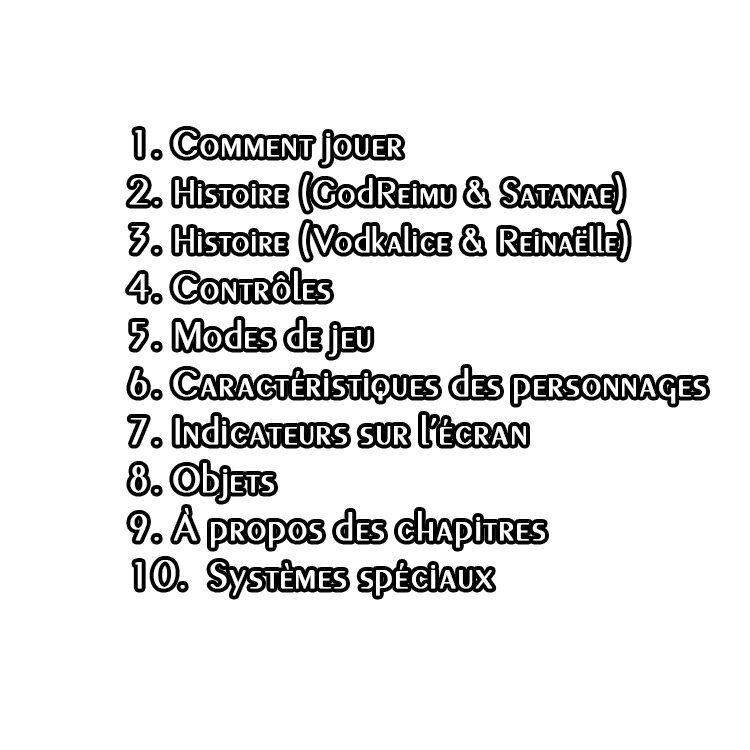 1. Comment jouer
2. Histoire (GodReimu & Satanae)
3. Histoire (Vodkalice & Reinaëlle)
4. Contrôles
5. Modes de jeu
6. Caractéristiques des personnages
7. Indicateurs sur l'écran
8. Objets
9. À propos des chapitres
10. Systèmes spéciaux